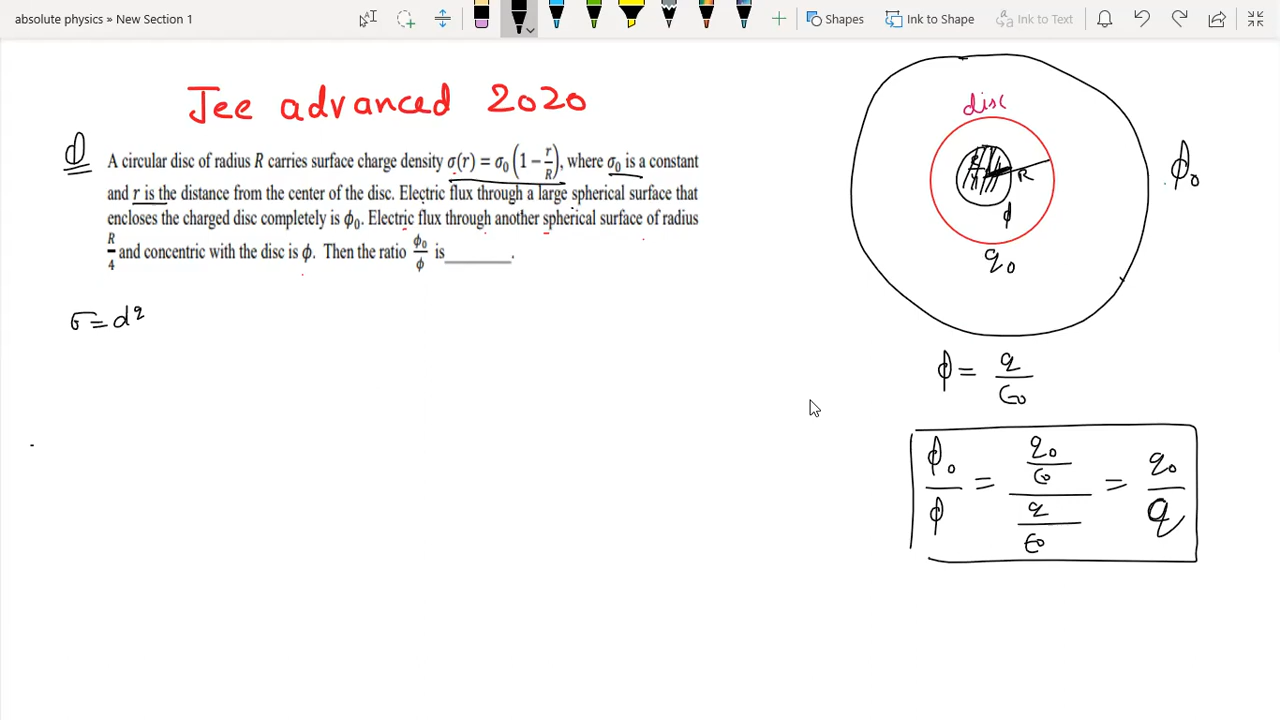 absolute physics » New Section 1
Shapes
Ink to Shape
Ink to Text
Jee advanced 2020
A circular disc of radius R carries surface charge density σ(r) = σ₀ (1 − r/R), where σ₀ is a constant
and r is the distance from the center of the disc. Electric flux through a large spherical surface that
encloses the charged disc completely is ϕ₀. Electric flux through another spherical surface of radius
R/4 and concentric with the disc is ϕ. Then the ratio ϕ₀/ϕ is________.
σ = dq
disc
R
ϕ
q₀
ϕ₀
ϕ = q/ϵ₀
ϕ₀/ϕ = (q₀/ϵ₀)/(q/ϵ₀) = q₀/q